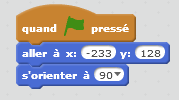 quand pressé
aller à x: -233 y: 128
s'orienter à 90